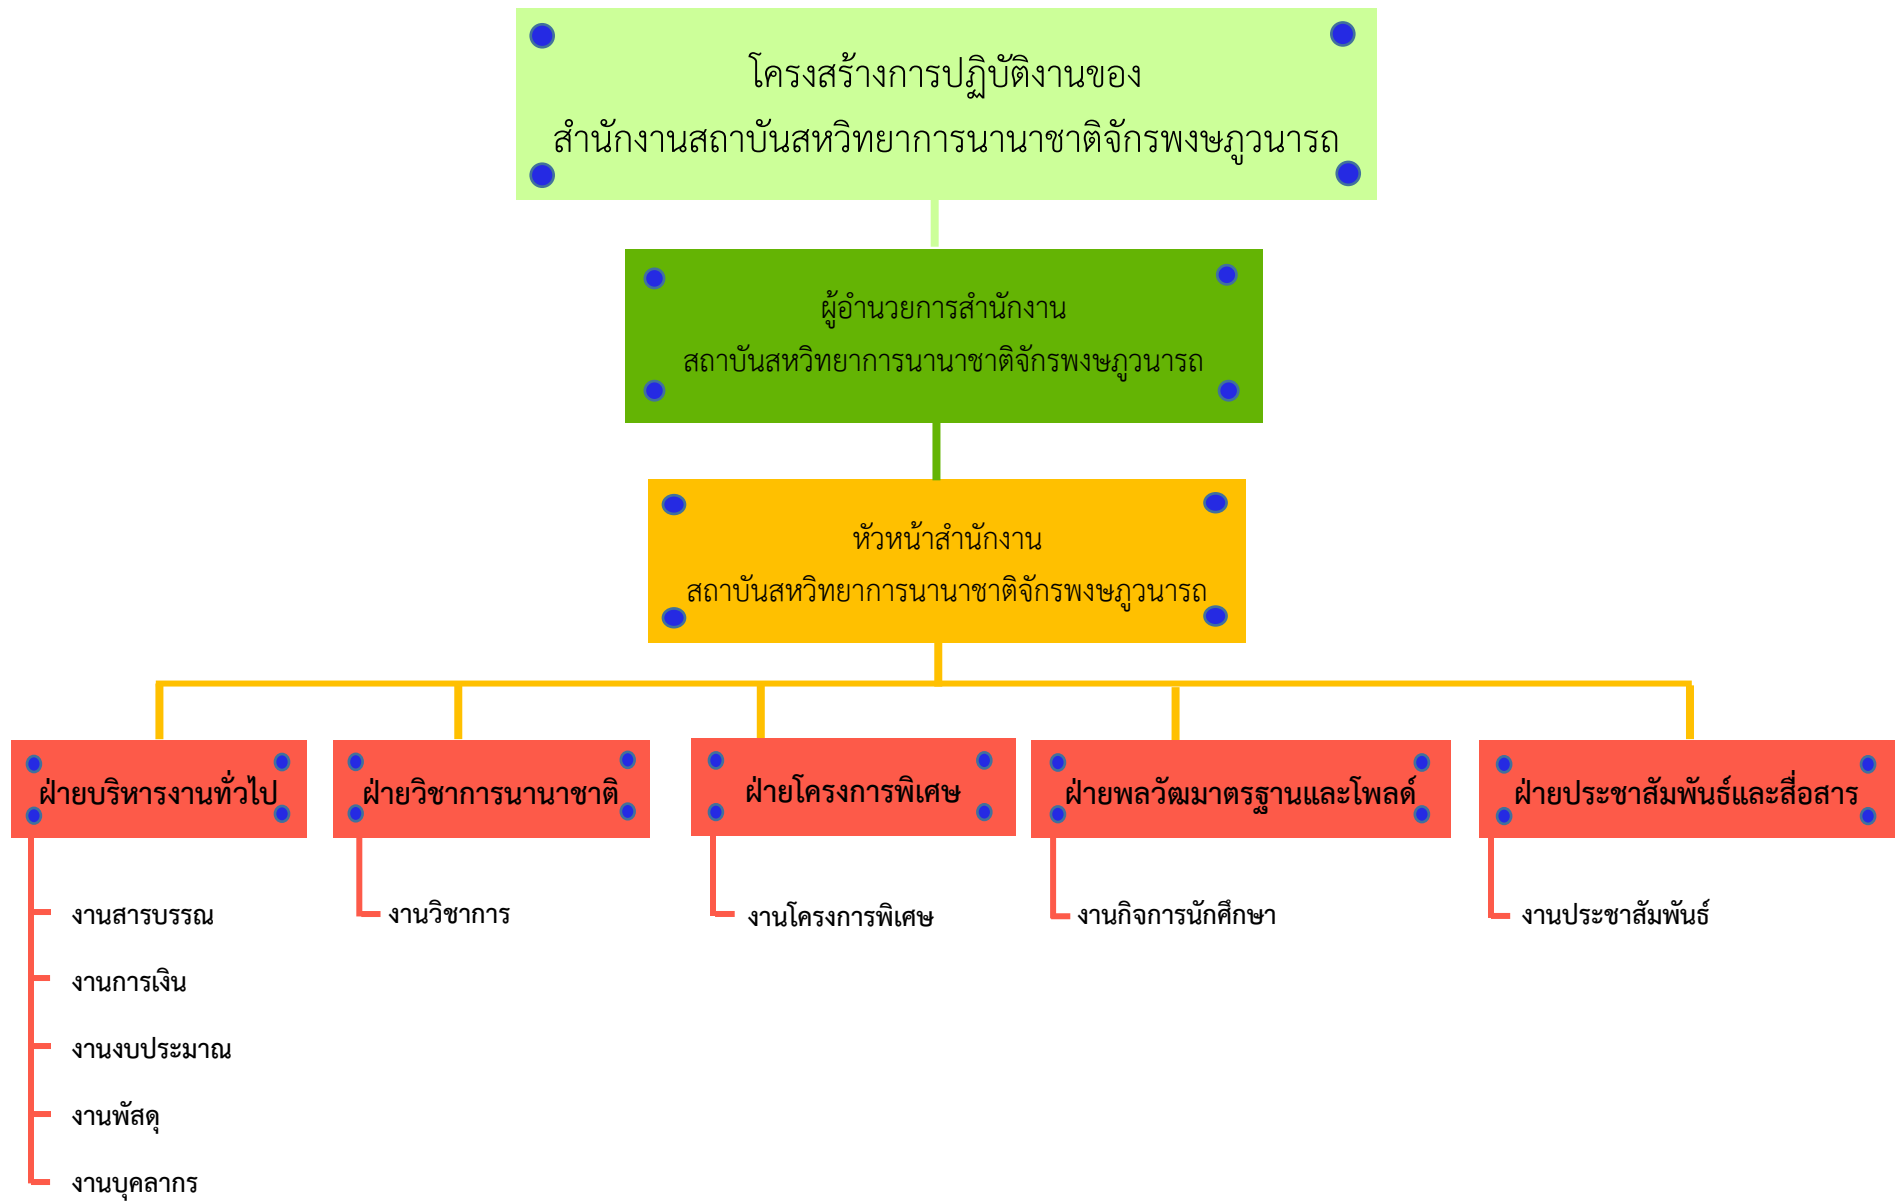 โครงสร้างการปฏิบัติงานของ
สำนักงานสถาบันสหวิทยาการนานาชาติจักรพงษภูวนารถ
ผู้อำนวยการสำนักงาน
สถาบันสหวิทยาการนานาชาติจักรพงษภูวนารถ
หัวหน้าสำนักงาน
สถาบันสหวิทยาการนานาชาติจักรพงษภูวนารถ
ฝ่ายบริหารงานทั่วไป
ฝ่ายวิชาการนานาชาติ
ฝ่ายโครงการพิเศษ
ฝ่ายพลวัฒมาตรฐานและโพลด์
ฝ่ายประชาสัมพันธ์และสื่อสาร
งานสารบรรณ
งานการเงิน
งานงบประมาณ
งานพัสดุ
งานบุคลากร
งานวิชาการ
งานโครงการพิเศษ
งานกิจการนักศึกษา
งานประชาสัมพันธ์